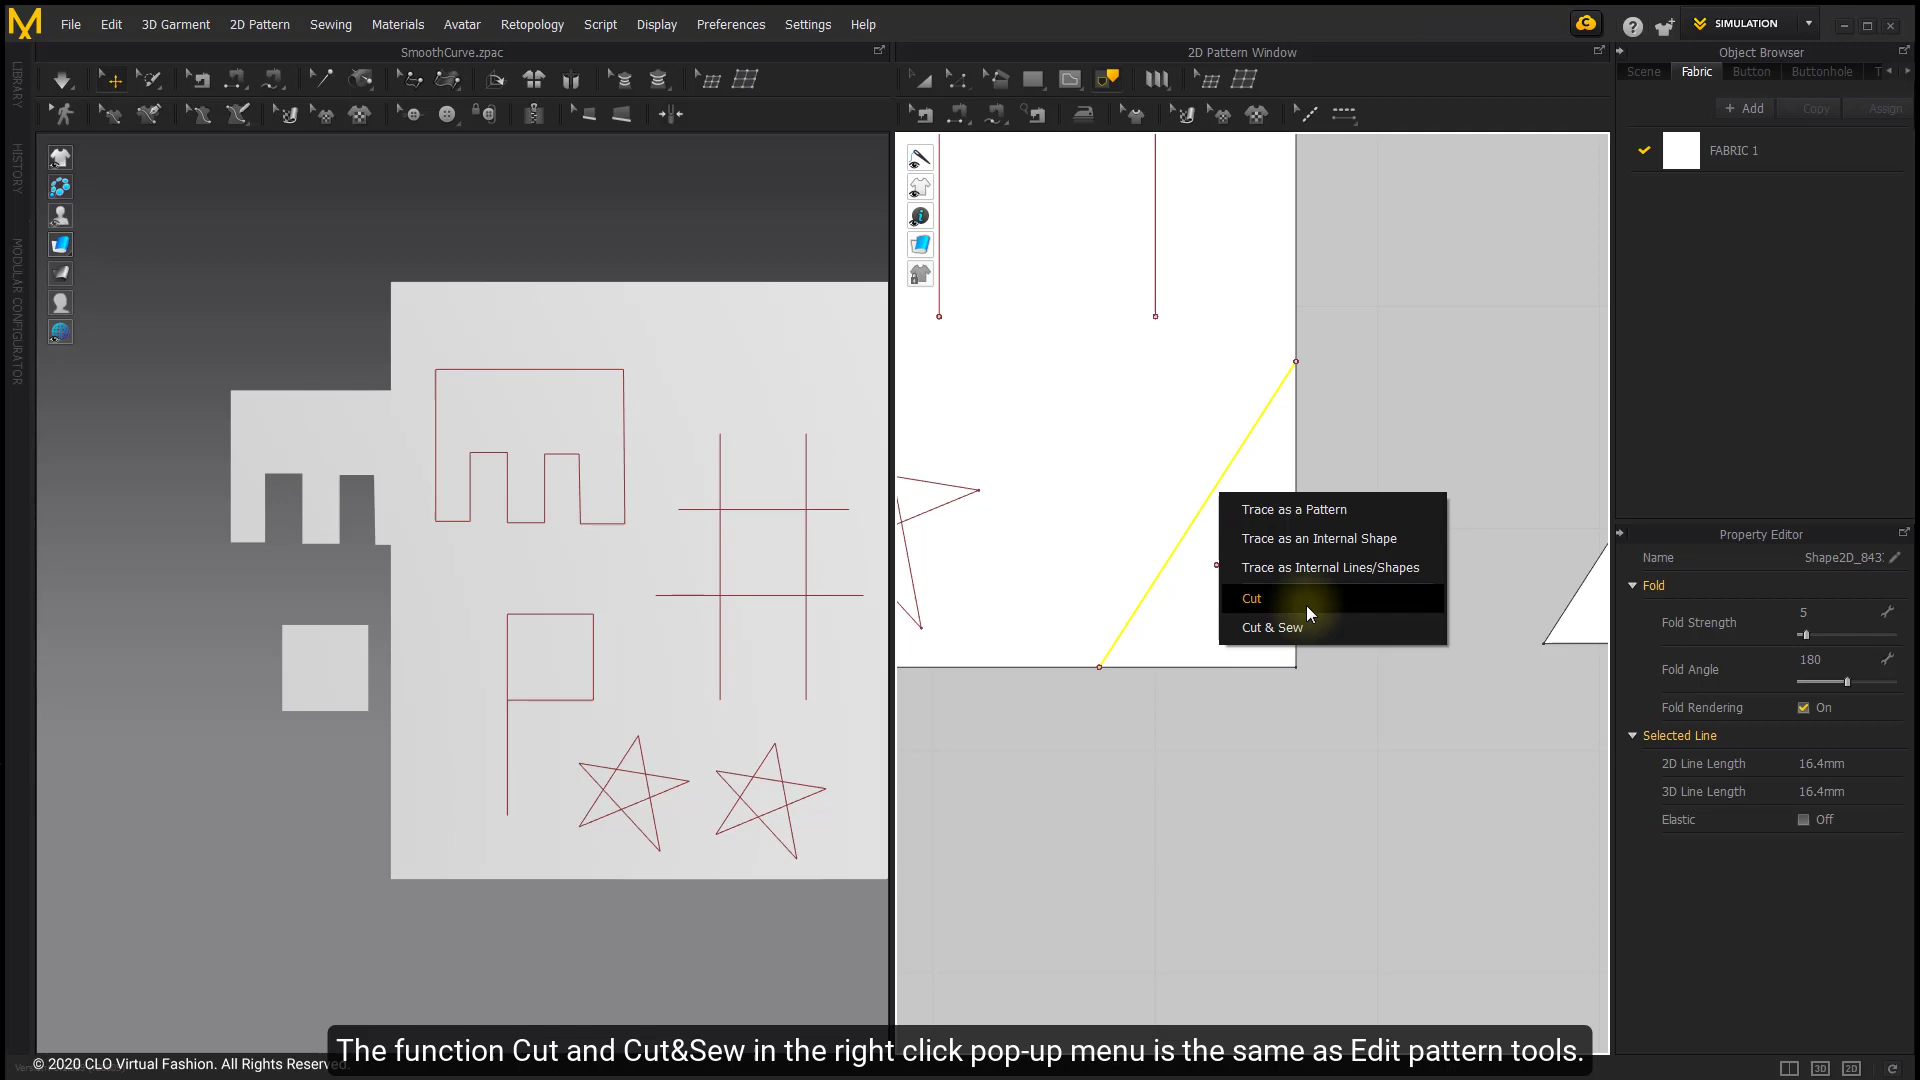 File Edit 3D Garment 2D Pattern Sewing Materials Avatar Retopology Script Display Preferences Settings Help
SIMULATION
SmoothCurve.zpac
2D Pattern Window
Object Browser
Scene Fabric Button Buttonhole T
+ Add Copy Assign
FABRIC 1
LIBRARY
HISTORY
MODULAR CONFIGURATOR
Trace as a Pattern
Trace as an Internal Shape
Trace as Internal Lines/Shapes
Cut
Cut & Sew
Property Editor
Name Shape2D_843
Fold
Fold Strength 5
Fold Angle 180
Fold Rendering On
Selected Line
2D Line Length 16.4mm
3D Line Length 16.4mm
Elastic Off
The function Cut and Cut&Sew in the right click pop-up menu is the same as Edit pattern tools.
© 2020 CLO Virtual Fashion. All Rights Reserved.
3D 2D